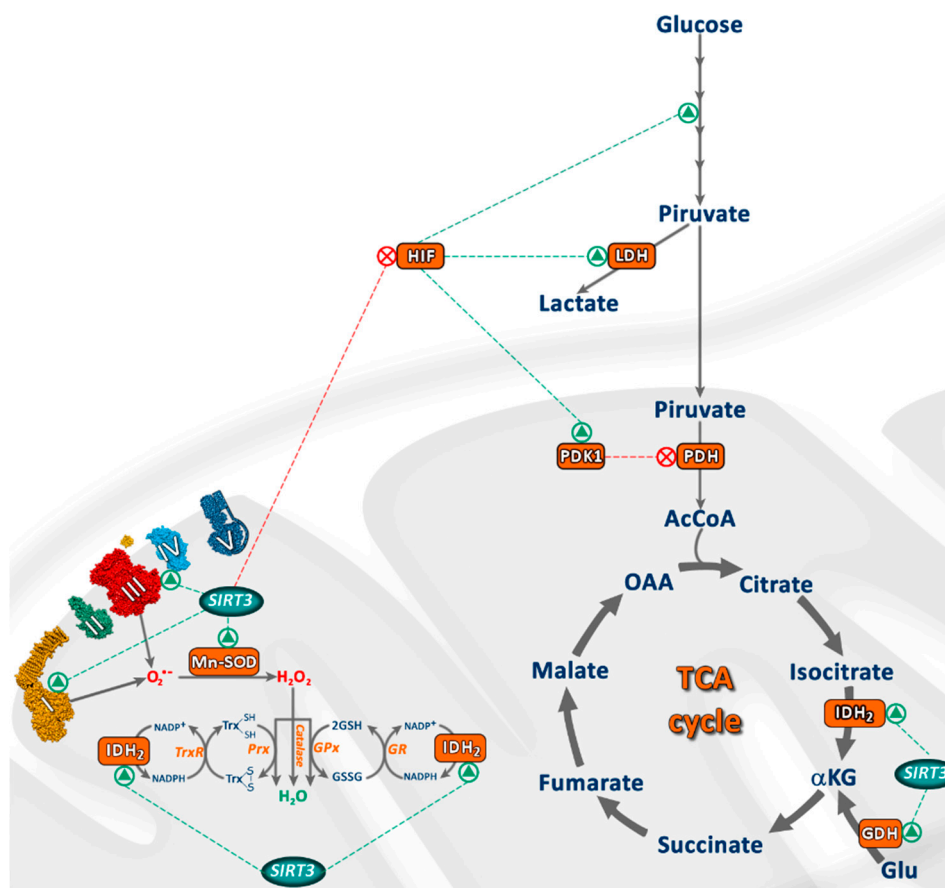 Glucose
Piruvate
HIF
LDH
Lactate
Piruvate
PDK1
PDH
AcCoA
OAA
Citrate
Isocitrate
IDH2
SIRT3
αKG
GDH
Glu
Succinate
Fumarate
Malate
TCA
cycle
V
IV
III
II
I
SIRT3
Mn-SOD
O2•−
H2O2
NADP+
Trx
SH
SH
2GSH
NADP+
IDH2
TrxR
Prx
Catalase
GPx
GR
IDH2
NADPH
Trx
S
S
H2O
GSSG
NADPH
SIRT3